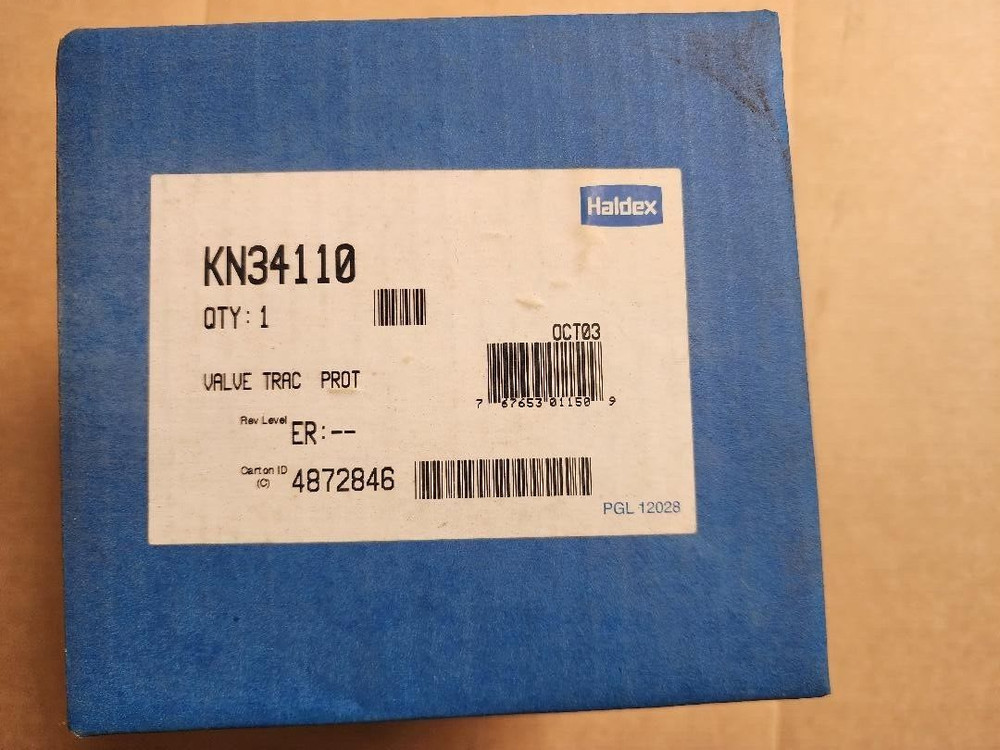 Haldex
KN34110
QTY: 1
OCT03
7 67653 01150 9
VALVE TRAC PROT
Rev Level ER:--
Carton ID (C) 4872846
PGL 12028